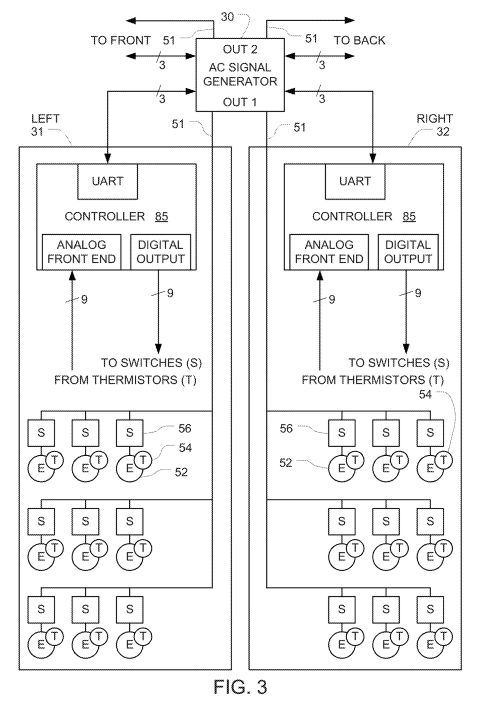 30
51
51
TO FRONT
OUT 2
TO BACK
3
AC SIGNAL
GENERATOR
3
3
OUT 1
3
LEFT
31
51
51
RIGHT
32
UART
CONTROLLER 85
ANALOG
FRONT END
DIGITAL
OUTPUT
9
9
TO SWITCHES (S)
FROM THERMISTORS (T)
UART
CONTROLLER 85
ANALOG
FRONT END
DIGITAL
OUTPUT
9
9
TO SWITCHES (S)
FROM THERMISTORS (T)
54
S S S 56
T T T 54
E E E 52
S S S
T T T
E E E
S S S
T T T
E E E
56 S S S
T T T
52 E E E
S S S
T T T
E E E
S S S
T T T
E E E
FIG. 3